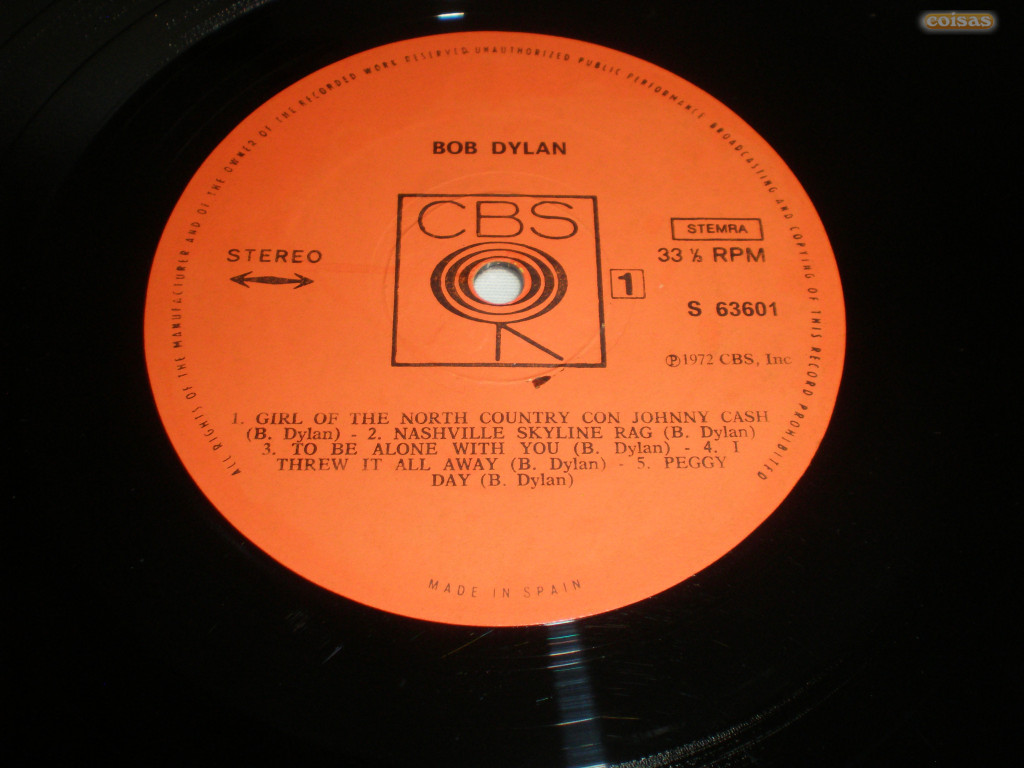 coisas
ALL RIGHTS OF THE MANUFACTURER AND OF THE OWNER OF THE RECORDED WORK RESERVED UNAUTHORIZED PUBLIC PERFORMANCE BROADCASTING AND COPYING OF THIS RECORD PROHIBITED
BOB DYLAN
CBS
STEREO
STEMRA
33 ⅓ RPM
1
S 63601
℗1972 CBS, Inc
1. GIRL OF THE NORTH COUNTRY CON JOHNNY CASH
(B. Dylan) - 2. NASHVILLE SKYLINE RAG (B. Dylan)
3. TO BE ALONE WITH YOU (B. Dylan) - 4. I
THREW IT ALL AWAY (B. Dylan) - 5. PEGGY
DAY (B. Dylan)
MADE IN SPAIN